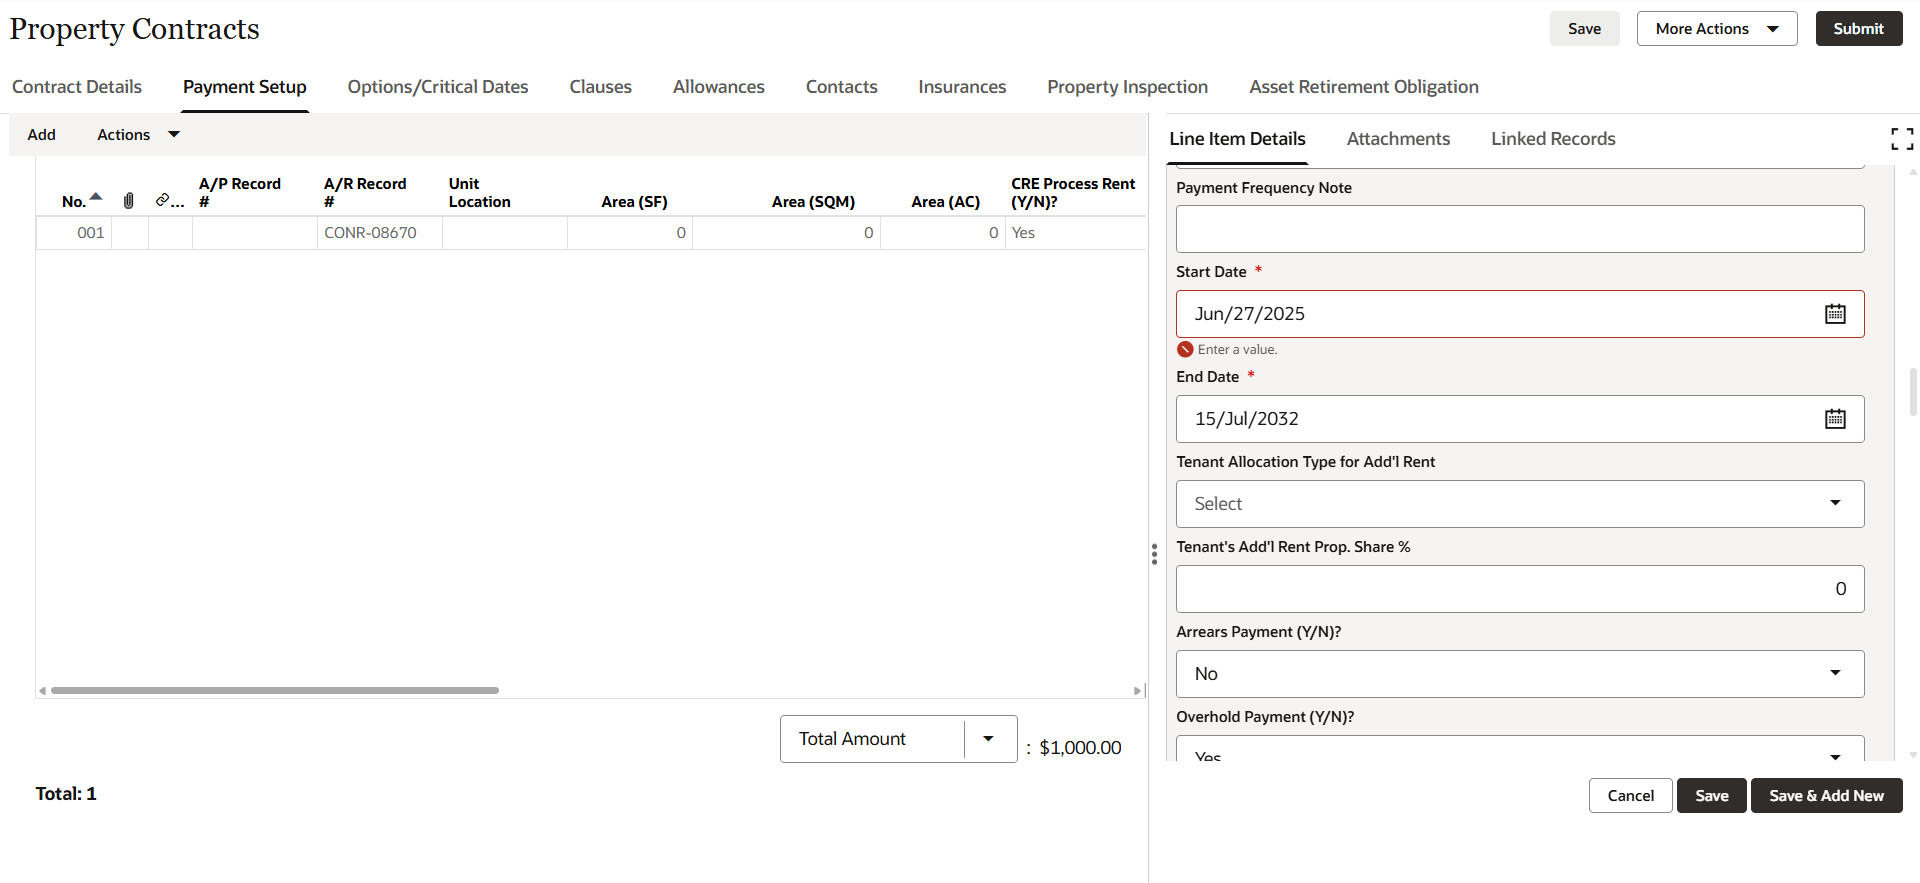 Property Contracts
Save
More Actions
Submit
Contract Details
Payment Setup
Options/Critical Dates
Clauses
Allowances
Contacts
Insurances
Property Inspection
Asset Retirement Obligation
Add
Actions
No.
...
A/P Record
#
A/R Record
#
Unit
Location
Area (SF)
Area (SQM)
Area (AC)
CRE Process Rent
(Y/N)?
001
CONR-08670
0
0
0
Yes
Total Amount
: $1,000.00
Total: 1
Line Item Details
Attachments
Linked Records
Payment Frequency Note
Start Date *
Jun/27/2025
Enter a value.
End Date *
15/Jul/2032
Tenant Allocation Type for Add'l Rent
Select
Tenant's Add'l Rent Prop. Share %
0
Arrears Payment (Y/N)?
No
Overhold Payment (Y/N)?
Yes
Cancel
Save
Save & Add New